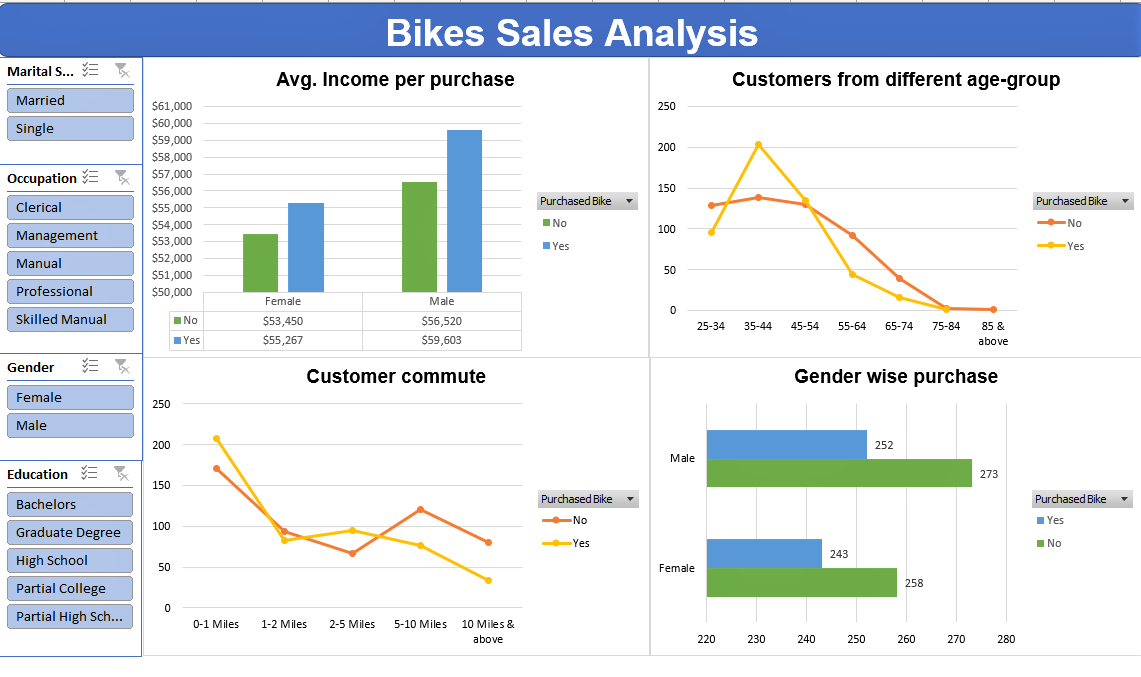 Bikes Sales Analysis
Marital S...
Married
Single
Occupation
Clerical
Management
Manual
Professional
Skilled Manual
Gender
Female
Male
Education
Bachelors
Graduate Degree
High School
Partial College
Partial High Sch...
Avg. Income per purchase
$61,000
$60,000
$59,000
$58,000
$57,000
$56,000
$55,000
$54,000
$53,000
$52,000
$51,000
$50,000
Female Male
No $53,450 $56,520
Yes $55,267 $59,603
Purchased Bike
No
Yes
Customers from different age-group
250
200
150
100
50
0
25-34 35-44 45-54 55-64 65-74 75-84 85 &
above
Purchased Bike
No
Yes
Customer commute
250
200
150
100
50
0
0-1 Miles 1-2 Miles 2-5 Miles 5-10 Miles 10 Miles &
above
Purchased Bike
No
Yes
Gender wise purchase
Male
252
273
Female
243
258
220 230 240 250 260 270 280
Purchased Bike
Yes
No